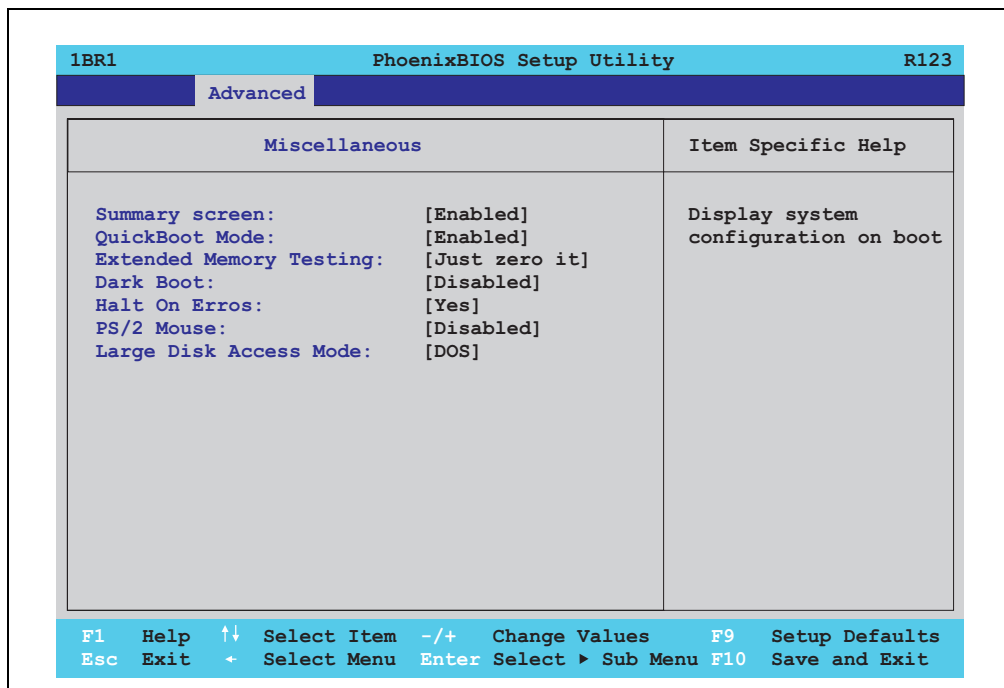 1BR1 PhoenixBIOS Setup Utility R123
Advanced
Miscellaneous Item Specific Help
Summary screen: [Enabled] Display system
QuickBoot Mode: [Enabled] configuration on boot
Extended Memory Testing: [Just zero it]
Dark Boot: [Disabled]
Halt On Erros: [Yes]
PS/2 Mouse: [Disabled]
Large Disk Access Mode: [DOS]
F1 Help ↑↓ Select Item -/+ Change Values F9 Setup Defaults
Esc Exit ← Select Menu Enter Select ▶ Sub Menu F10 Save and Exit